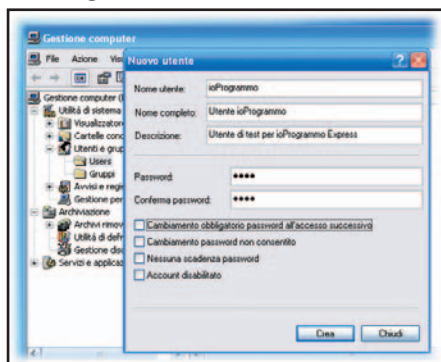 Gestione computer
File Azione Vis
Nuovo utente
Gestione computer (
Utilità di sistema
Visualizzatore
Cartelle cond
Utenti e grup
Users
Gruppi
Avvisi e regi
Gestione per
Archiviazione
Archivi rimov
Utilità di defr
Gestione disc
Servizi e applicaz
Nome utente: ioProgrammo
Nome completo: Utente ioProgrammo
Descrizione: Utente di test per ioProgrammo Express
Password: ••••
Conferma password: ••••
Cambiamento obbligatorio password all'accesso successivo
Cambiamento password non consentito
Nessuna scadenza password
Account disabilitato
Crea Chiudi